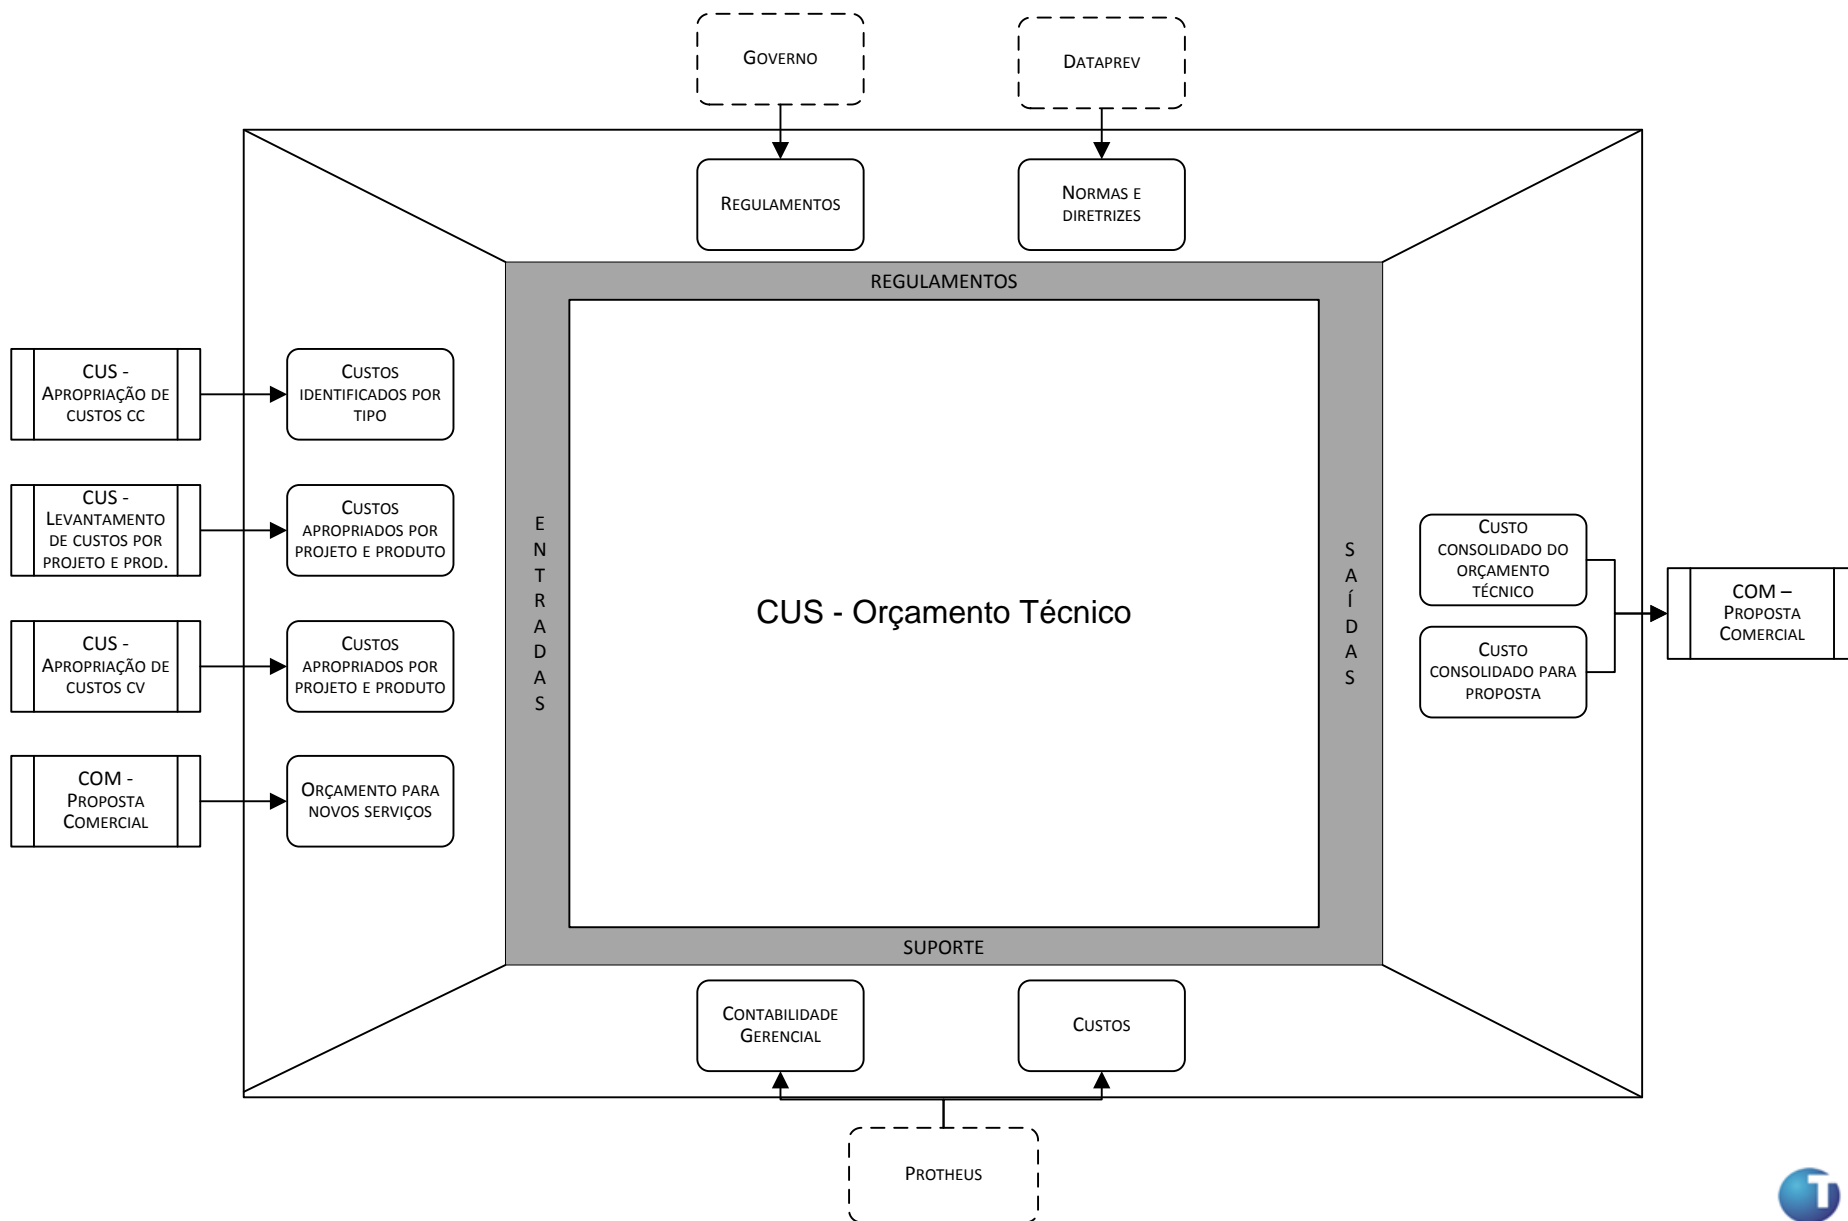 Governo
Dataprev
Regulamentos
Normas e
diretrizes
REGULAMENTOS
CUS -
Apropriação de
custos CC
Custos
identificados por
tipo
CUS -
Levantamento
de custos por
projeto e prod.
Custos
apropriados por
projeto e produto
CUS -
Apropriação de
custos CV
Custos
apropriados por
projeto e produto
COM -
Proposta
Comercial
Orçamento para
novos serviços
ENTRADAS
CUS - Orçamento Técnico
SAÍDAS
Custo
consolidado do
orçamento
técnico
Custo
consolidado para
proposta
COM –
Proposta
Comercial
SUPORTE
Contabilidade
Gerencial
Custos
Protheus
T